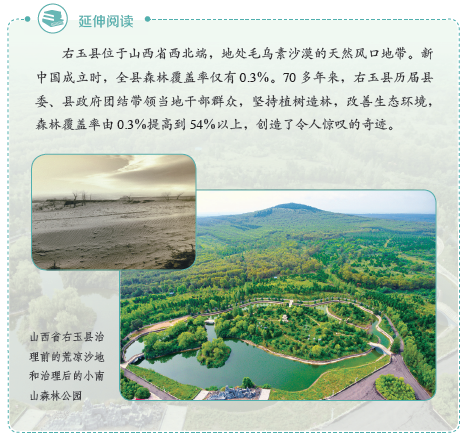 延伸阅读
右玉县位于山西省西北端，地处毛乌素沙漠的天然风口地带。新
中国成立时，全县森林覆盖率仅有 0.3%。70 多年来，右玉县历届县
委、县政府团结带领当地干部群众，坚持植树造林，改善生态环境，
森林覆盖率由 0.3%提高到 54%以上，创造了令人惊叹的奇迹。
山西省右玉县治
理前的荒凉沙地
和治理后的小南
山森林公园